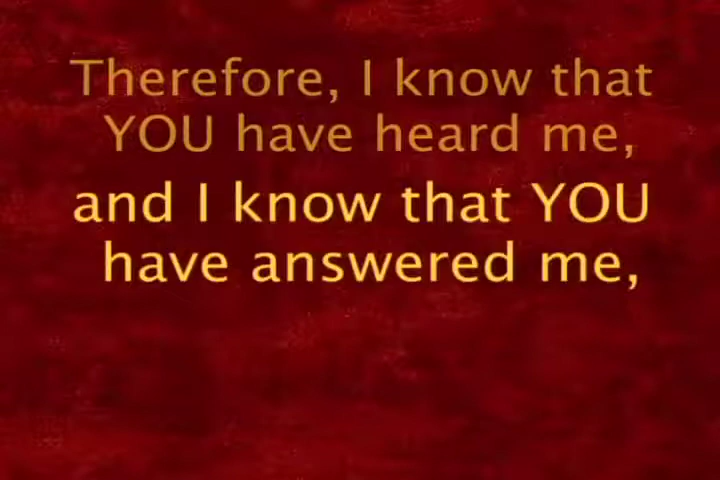 Therefore, I know that
YOU have heard me,
and I know that YOU
have answered me,